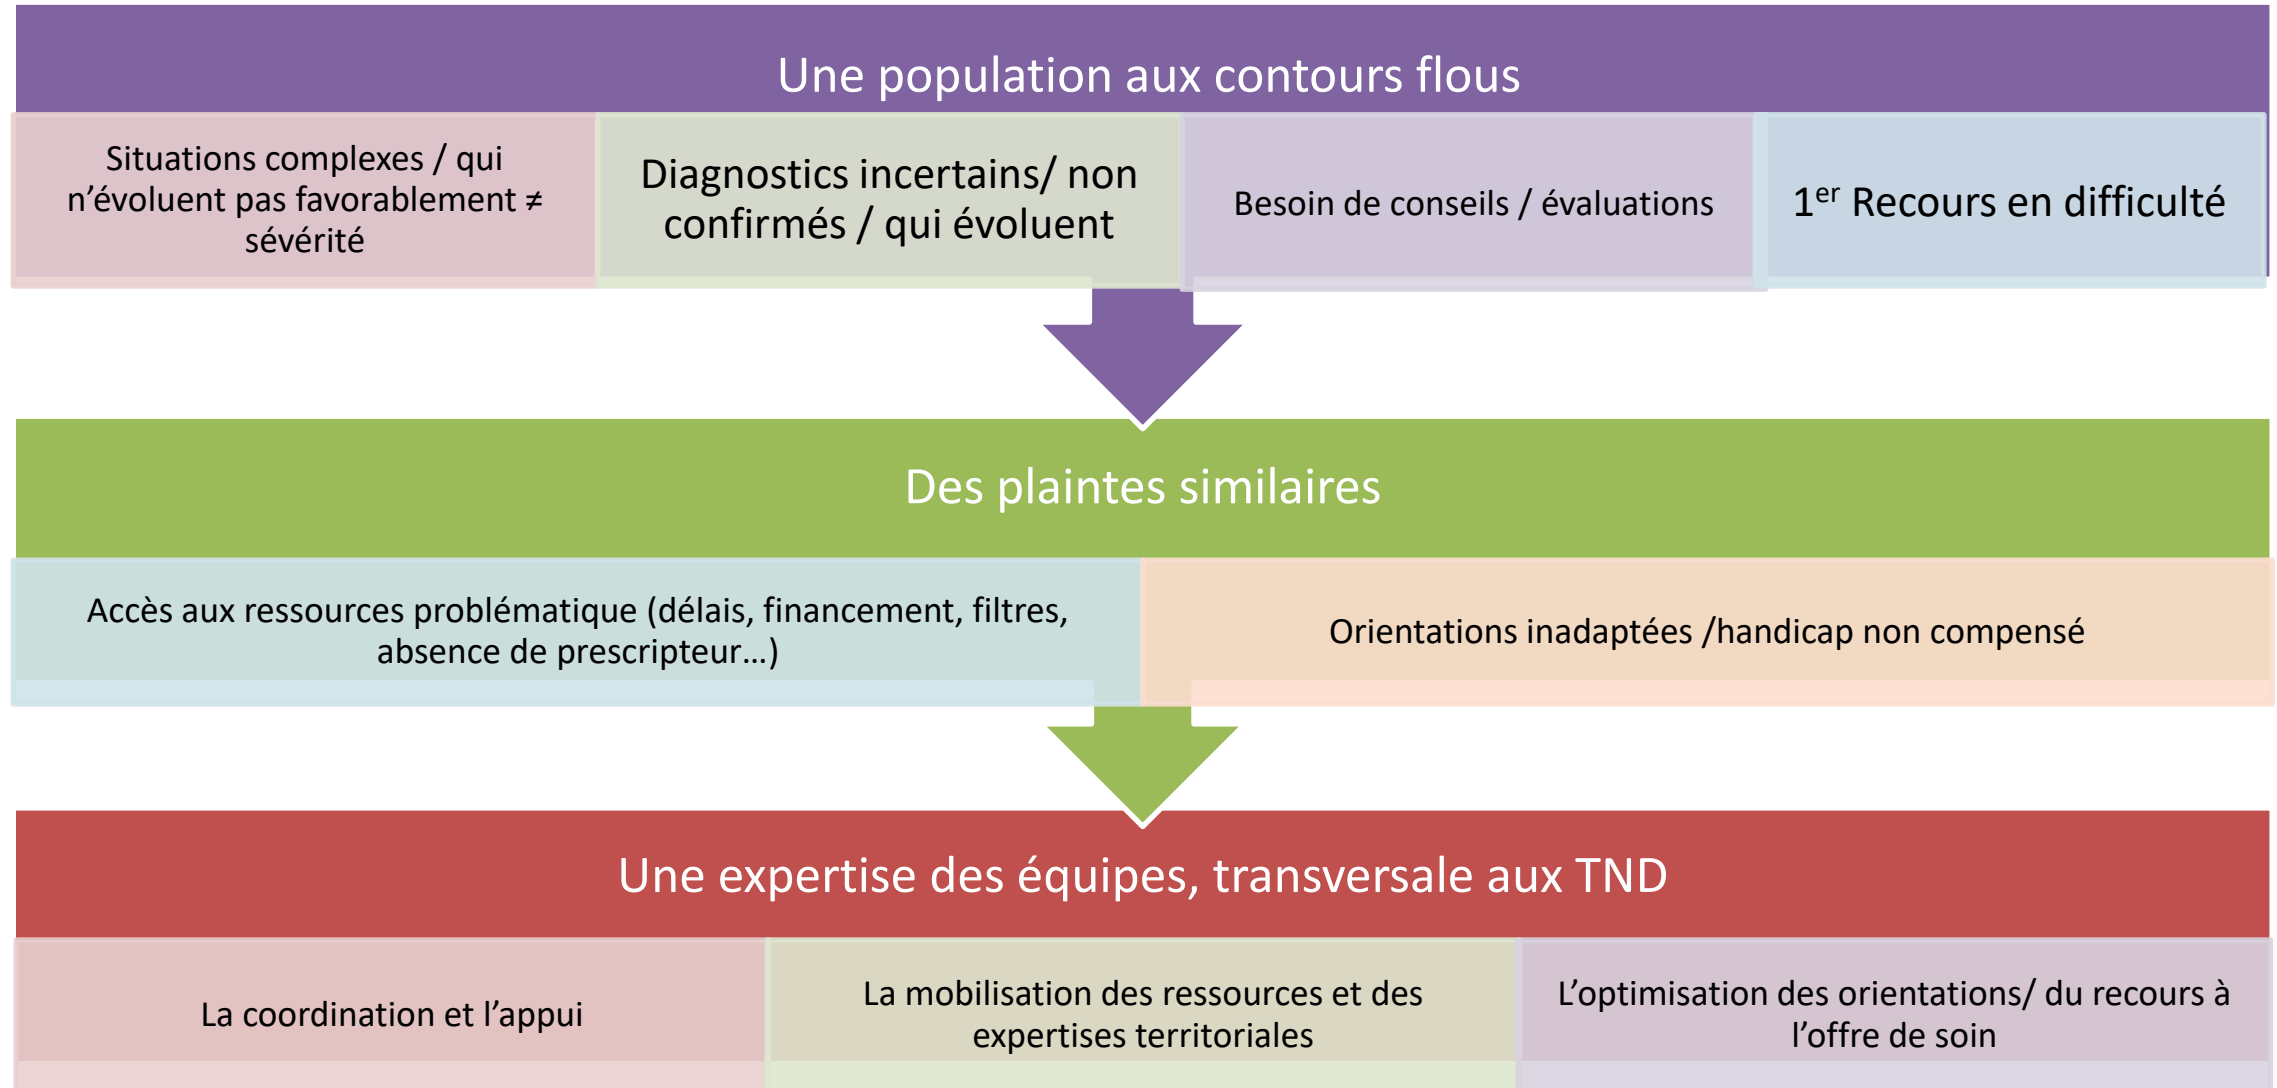 Une population aux contours flous
Situations complexes / qui
n’évoluent pas favorablement ≠
sévérité
Diagnostics incertains/ non
confirmés / qui évoluent
Besoin de conseils / évaluations
1er Recours en difficulté
Des plaintes similaires
Accès aux ressources problématique (délais, financement, filtres,
absence de prescripteur…)
Orientations inadaptées /handicap non compensé
Une expertise des équipes, transversale aux TND
La coordination et l’appui
La mobilisation des ressources et des
expertises territoriales
L’optimisation des orientations/ du recours à
l’offre de soin